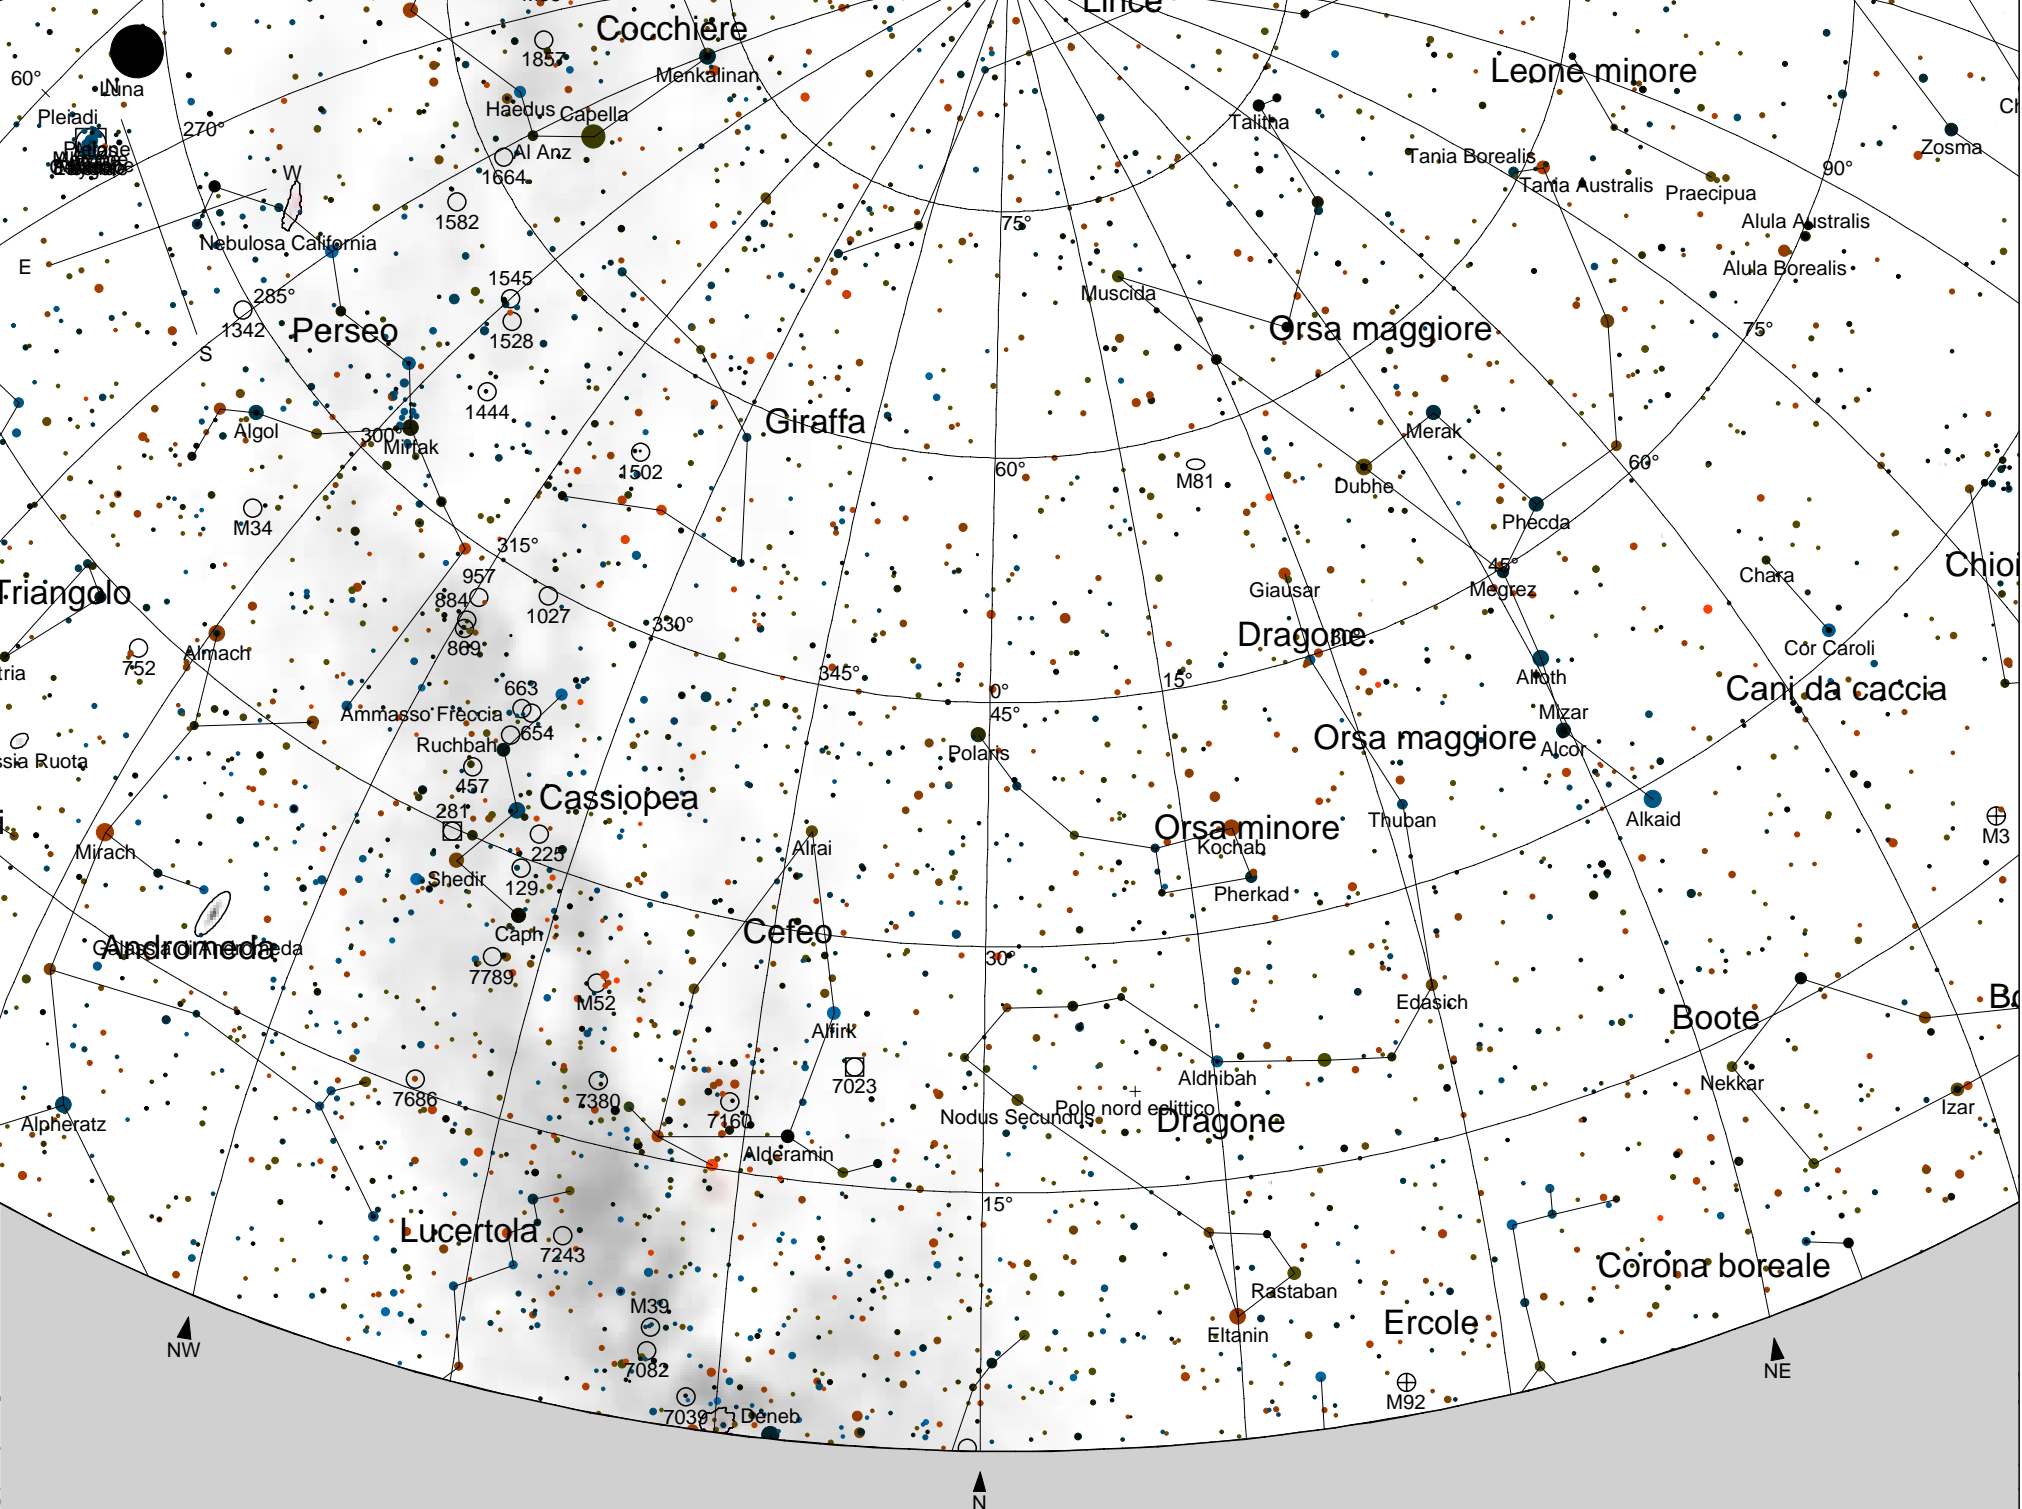 Lince
Cocchiere
1857
Menkalinan
60°
Luna
N
Leone minore
Pleiadi
270°
Haedus
Capella
Talitha
Zosma
Al Anz
1664
Tania Borealis
90°
W
Tania Australis
Praecipua
1582
75°
Alula Australis
Nebulosa California
E
Alula Borealis
1545
Muscida
285°
1342
Perseo
1528
Orsa maggiore
75°
S
1444
Giraffa
Algol
300°
Mirfak
Merak
1502
60°
M81
60°
Dubhe
M34
Phecda
315°
45°
957
Giausar
Megrez
Chara
Triangolo
884
1027
869
330°
Dragone
30°
752
Almach
Cor Caroli
345°
15°
Alioth
663
0°
Cani da caccia
Ammasso Freccia
45°
Mizar
654
Orsa maggiore
Ruchbah
Polaris
Alcor
457
Cassiopea
281
Thuban
Alkaid
Orsa minore
M3
Mirach
225
Alrai
Kochab
Shedir
129
Pherkad
Caph
Cefeo
Andromeda
30°
7789
M52
Edasich
Alfirk
Boote
7023
Aldhibah
Nekkar
7686
7380
7160
Nodus Secundus
Polo nord eclittico
Dragone
Izar
Alpheratz
Alderamin
15°
Lucertola
7243
Corona boreale
M39
Rastaban
Ercole
Eltanin
NW
7082
NE
M92
7039
Deneb
N